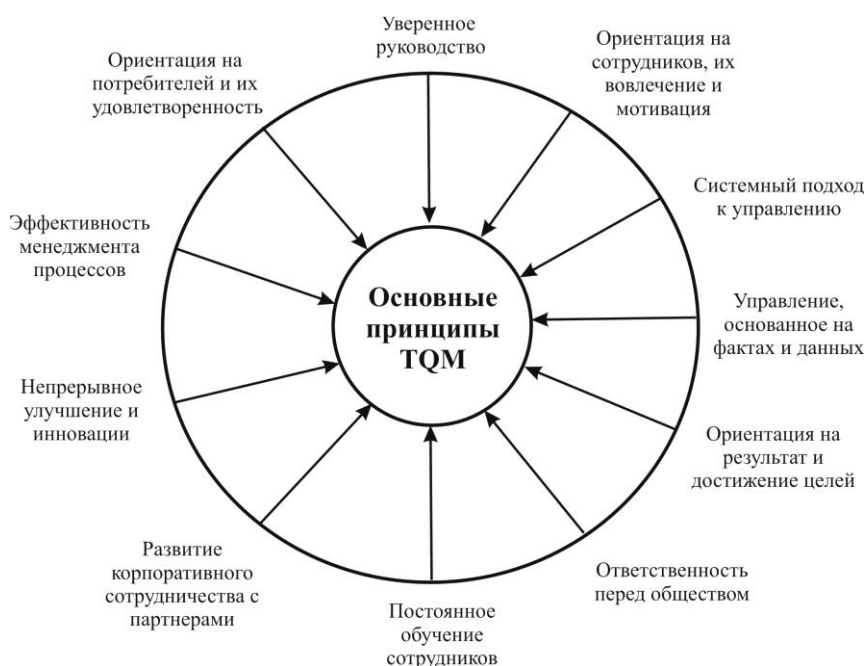 Уверенное
руководство
Ориентация на
сотрудников, их
вовлечение и
мотивация
Системный подход
к управлению
Управление,
основанное на
фактах и данных
Ориентация на
результат и
достижение целей
Ответственность
перед обществом
Постоянное
обучение
сотрудников
Развитие
корпоративного
сотрудничества с
партнерами
Непрерывное
улучшение и
инновации
Эффективность
менеджмента
процессов
Ориентация на
потребителей и их
удовлетворенность
Основные
принципы
TQM